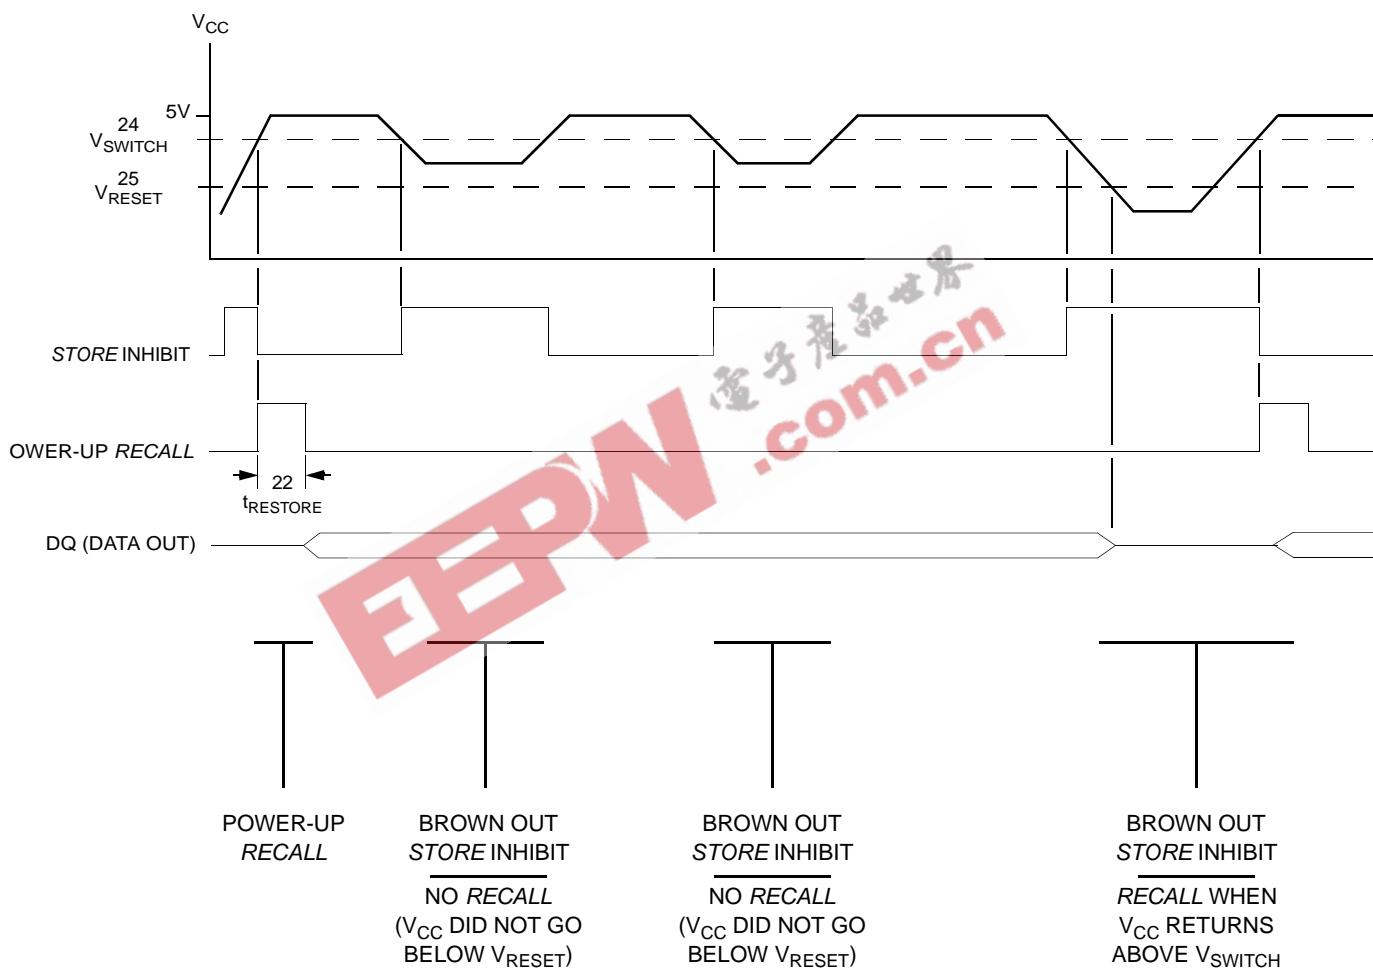 VCC
5V
24
VSWITCH
25
VRESET
STORE INHIBIT
OWER-UP RECALL
22
tRESTORE
DQ (DATA OUT)
電子產品世界
EEPW.com.cn
POWER-UP
RECALL
BROWN OUT
STORE INHIBIT
NO RECALL
(VCC DID NOT GO
BELOW VRESET)
BROWN OUT
STORE INHIBIT
NO RECALL
(VCC DID NOT GO
BELOW VRESET)
BROWN OUT
STORE INHIBIT
RECALL WHEN
VCC RETURNS
ABOVE VSWITCH